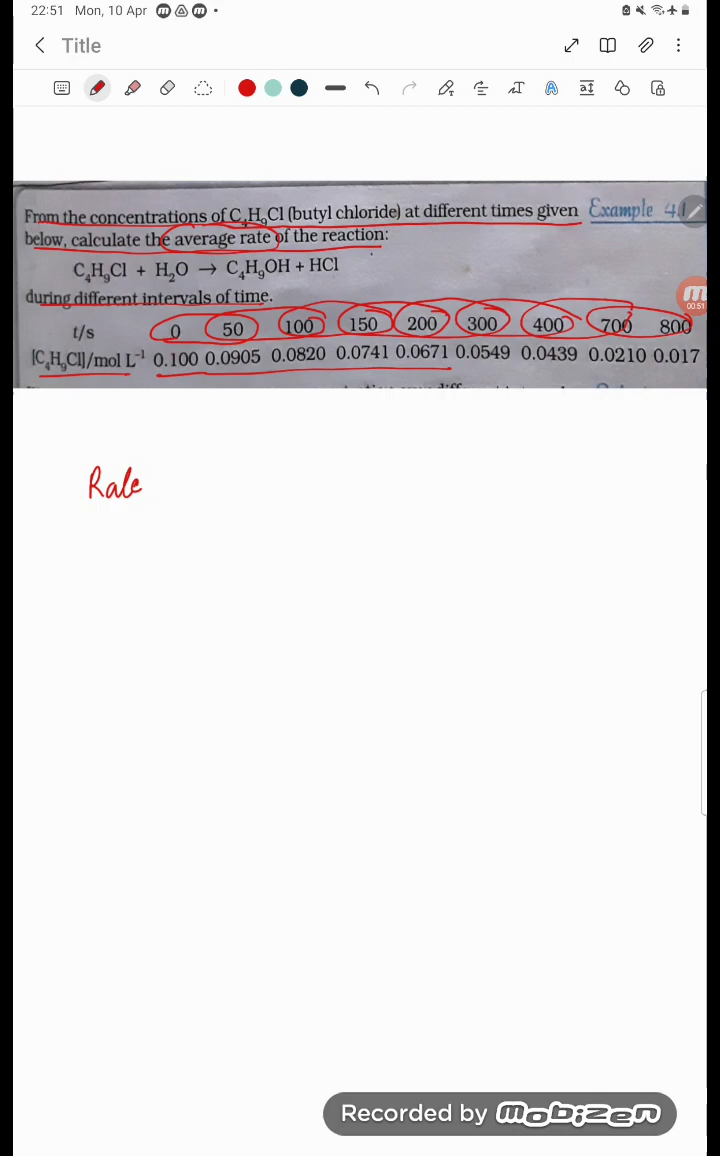 22:51 Mon, 10 Apr
Title
From the concentrations of C₄H₉Cl (butyl chloride) at different times given Example 4.1
below, calculate the average rate of the reaction:
C₄H₉Cl + H₂O → C₄H₉OH + HCl
during different intervals of time.
t/s 0 50 100 150 200 300 400 700 800
[C₄H₉Cl]/mol L⁻¹ 0.100 0.0905 0.0820 0.0741 0.0671 0.0549 0.0439 0.0210 0.017
00:51
Rate
Recorded by mobizen